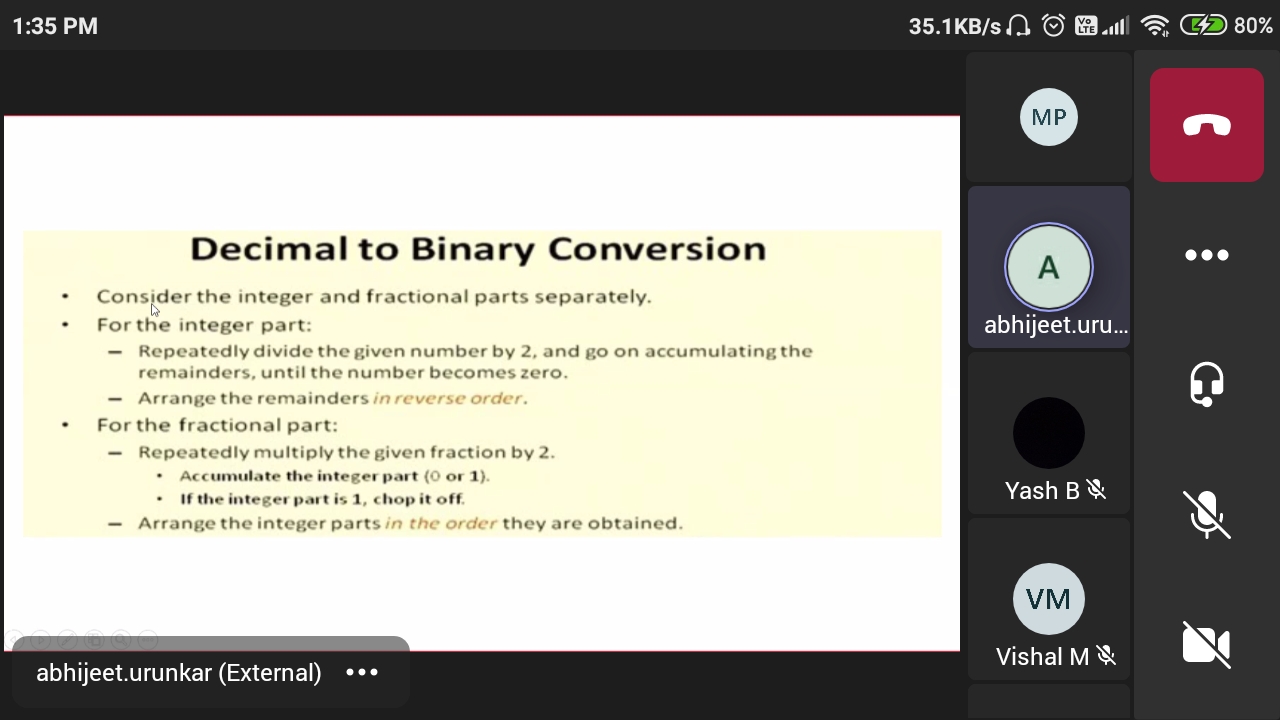 1:35 PM
35.1KB/s
Vo
LTE
80%
MP
A
abhijeet.uru...
Decimal to Binary Conversion
• Consider the integer and fractional parts separately.
• For the integer part:
– Repeatedly divide the given number by 2, and go on accumulating the
remainders, until the number becomes zero.
– Arrange the remainders in reverse order.
• For the fractional part:
– Repeatedly multiply the given fraction by 2.
• Accumulate the integer part (0 or 1).
• If the integer part is 1, chop it off.
– Arrange the integer parts in the order they are obtained.
Yash B
VM
Vishal M
abhijeet.urunkar (External) •••